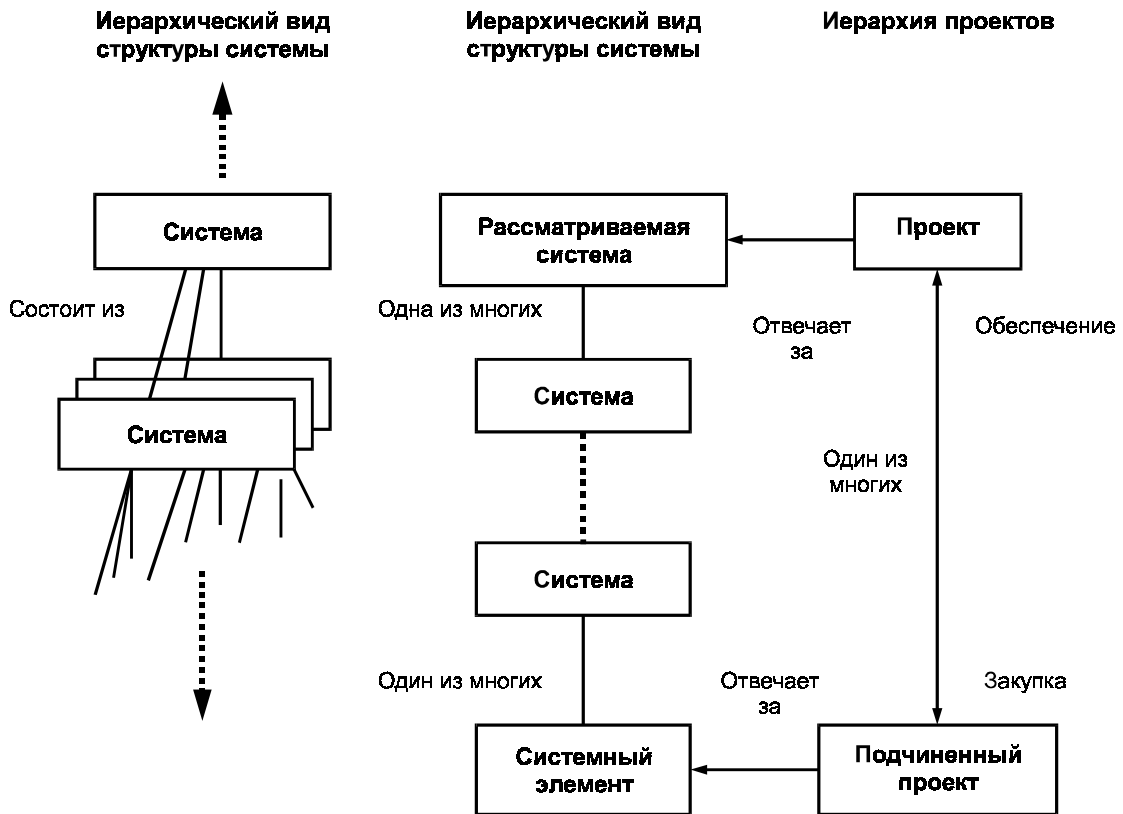 Иерархический вид
структуры системы
Иерархический вид
структуры системы
Иерархия проектов
Система
Состоит из
Система
Рассматриваемая
система
Одна из многих
Система
Система
Один из многих
Системный
элемент
Проект
Отвечает
за
Обеспечение
Один из
многих
Отвечает
за
Закупка
Подчиненный
проект